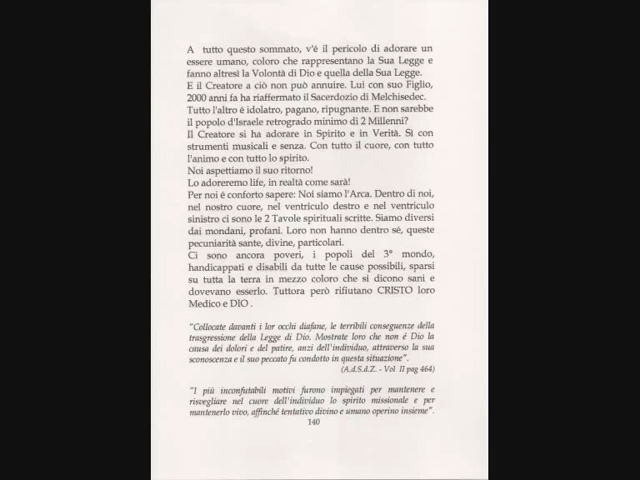 A tutto questo sommato, v'é il pericolo di adorare un
essere umano, coloro che rappresentano la Sua Legge e
fanno altresì la Volontà di Dio e quella della Sua Legge.
E il Creatore a ciò non può annuire. Lui con suo Figlio,
2000 anni fa ha riaffermato il Sacerdozio di Melchisedec.
Tutto l'altro é idolatro, pagano, ripugnante. E non sarebbe
il popolo d'Israele retrogrado minimo di 2 Millenni?
Il Creatore si ha adorare in Spirito e in Verità. Sì con
strumenti musicali e senza. Con tutto il cuore, con tutto
l'animo e con tutto lo spirito.
Noi aspettiamo il suo ritorno!
Lo adoreremo life, in realtà come sarà!
Per noi é conforto sapere: Noi siamo l'Arca. Dentro di noi,
nel nostro cuore, nel ventricolo destro e nel ventricolo
sinistro ci sono le 2 Tavole spirituali scritte. Siamo diversi
dai mondani, profani. Loro non hanno dentro sé, queste
pecuniarità sante, divine, particolari.
Ci sono ancora poveri, i popoli del 3° mondo,
handicappati e disabili da tutte le cause possibili, sparsi
su tutta la terra in mezzo coloro che si dicono sani e
dovevano esserlo. Tuttora però rifiutano CRISTO loro
Medico e DIO .
"Collocate davanti i lor occhi diafane, le terribili conseguenze della
trasgressione della Legge di Dio. Mostrate loro che non é Dio la
causa dei dolori e del patire, anzi dell'individuo, attraverso la sua
sconoscenza e il suo peccato fu condotto in questa situazione".
(A.d.S.d.Z. - Vol II pag 464)
"I più inconfutabili motivi furono impiegati per mantenere e
risvegliare nel cuore dell'individuo lo spirito missionale e per
mantenerlo vivo, affinché tentativo divino e umano operino insieme".
140